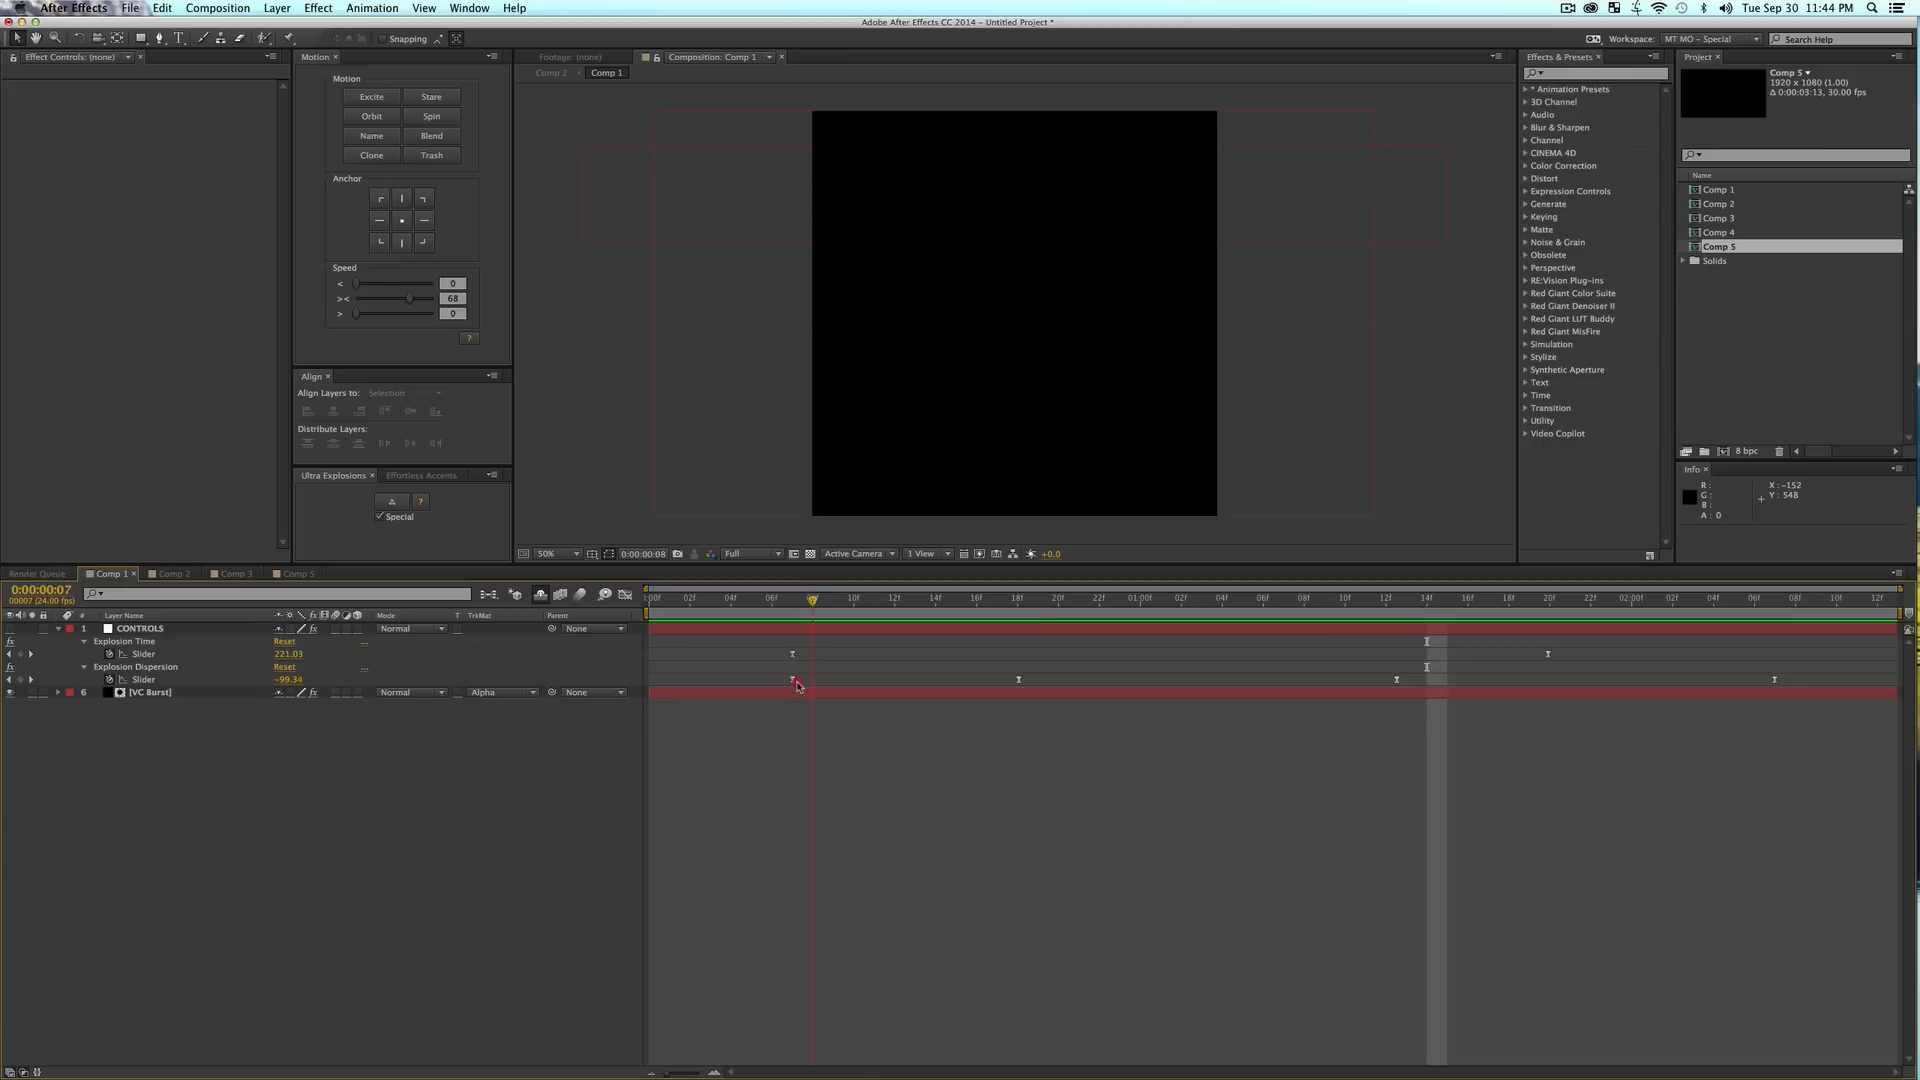 After Effects File Edit Composition Layer Effect Animation View Window Help
Tue Sep 30 11:44 PM
Adobe After Effects CC 2014 - Untitled Project *
Snapping
Workspace: MT MO - Special
Search Help
Effect Controls: (none)
Motion
Motion
Excite Stare
Orbit Spin
Name Blend
Clone Trash
Anchor
Speed
< 0
>< 68
> 0
?
Align
Align Layers to: Selection
Distribute Layers:
Ultra Explosions Effortless Accents
?
Special
Footage: (none) Composition: Comp 1
Comp 2 Comp 1
50% 0:00:00:08 Full Active Camera 1 View +0.0
Effects & Presets
* Animation Presets
3D Channel
Audio
Blur & Sharpen
Channel
CINEMA 4D
Color Correction
Distort
Expression Controls
Generate
Keying
Matte
Noise & Grain
Obsolete
Perspective
RE:Vision Plug-ins
Red Giant Color Suite
Red Giant Denoiser II
Red Giant LUT Buddy
Red Giant MisFire
Simulation
Stylize
Synthetic Aperture
Text
Time
Transition
Utility
Video Copilot
Project
Comp 5
1920 x 1080 (1.00)
Δ 0:00:03:13, 30.00 fps
Name
Comp 1
Comp 2
Comp 3
Comp 4
Comp 5
Solids
8 bpc
Info
R : X : -152
G : Y : 548
B :
A : 0
Render Queue Comp 1 Comp 2 Comp 3 Comp 5
0:00:00:07
00007 (24.00 fps)
:00f 02f 04f 06f 10f 12f 14f 16f 18f 20f 22f 01:00f 02f 04f 06f 08f 10f 12f 14f 16f 18f 20f 22f 02:00f 02f 04f 06f 08f 10f 12f
# Layer Name Mode T TrkMat Parent
1 CONTROLS Normal None
Explosion Time Reset ...
Slider 221.03
Explosion Dispersion Reset ...
Slider -99.34
6 [VC Burst] Normal Alpha None